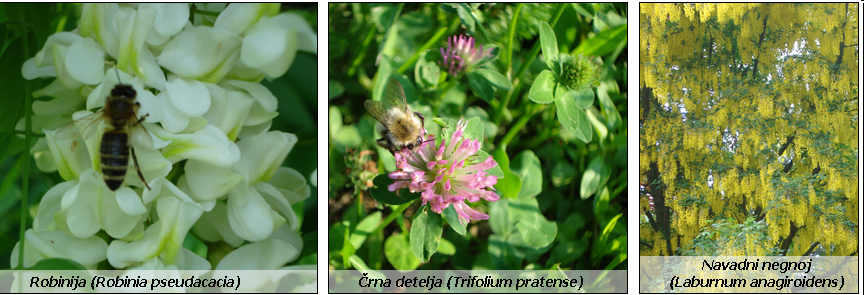 Robinija (Robinia pseudacacia)
Črna detelja (Trifolium pratense)
Navadni negnoj
(Laburnum anagiroidens)